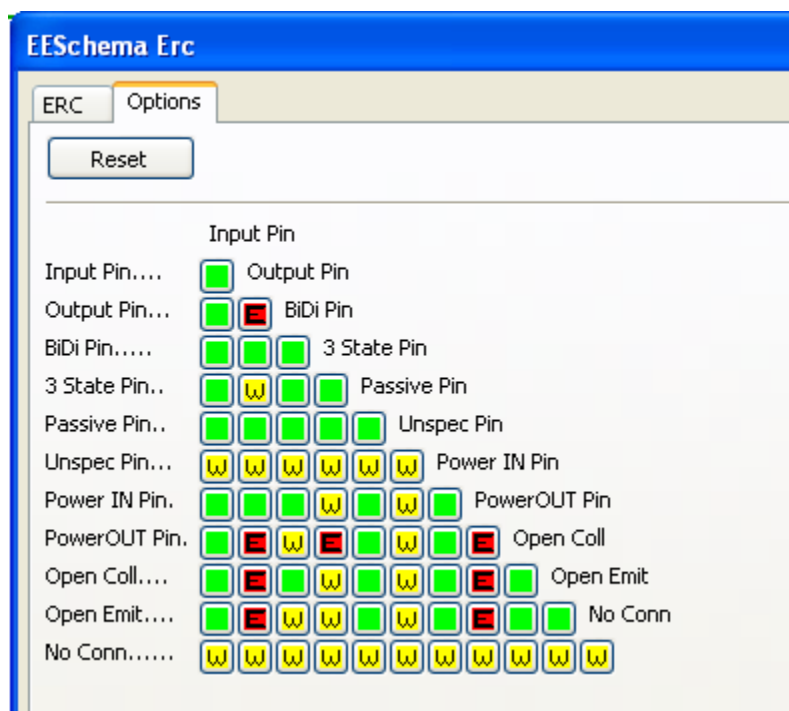 EESchema Erc
ERC Options
Reset
Input Pin
Input Pin.... Output Pin
Output Pin... E BiDi Pin
BiDi Pin..... 3 State Pin
3 State Pin.. W Passive Pin
Passive Pin.. Unspec Pin
Unspec Pin... W W W W W W Power IN Pin
Power IN Pin. W W PowerOUT Pin
PowerOUT Pin. E W E W E Open Coll
Open Coll.... E W W E Open Emit
Open Emit.... E W W W E No Conn
No Conn...... W W W W W W W W W W W